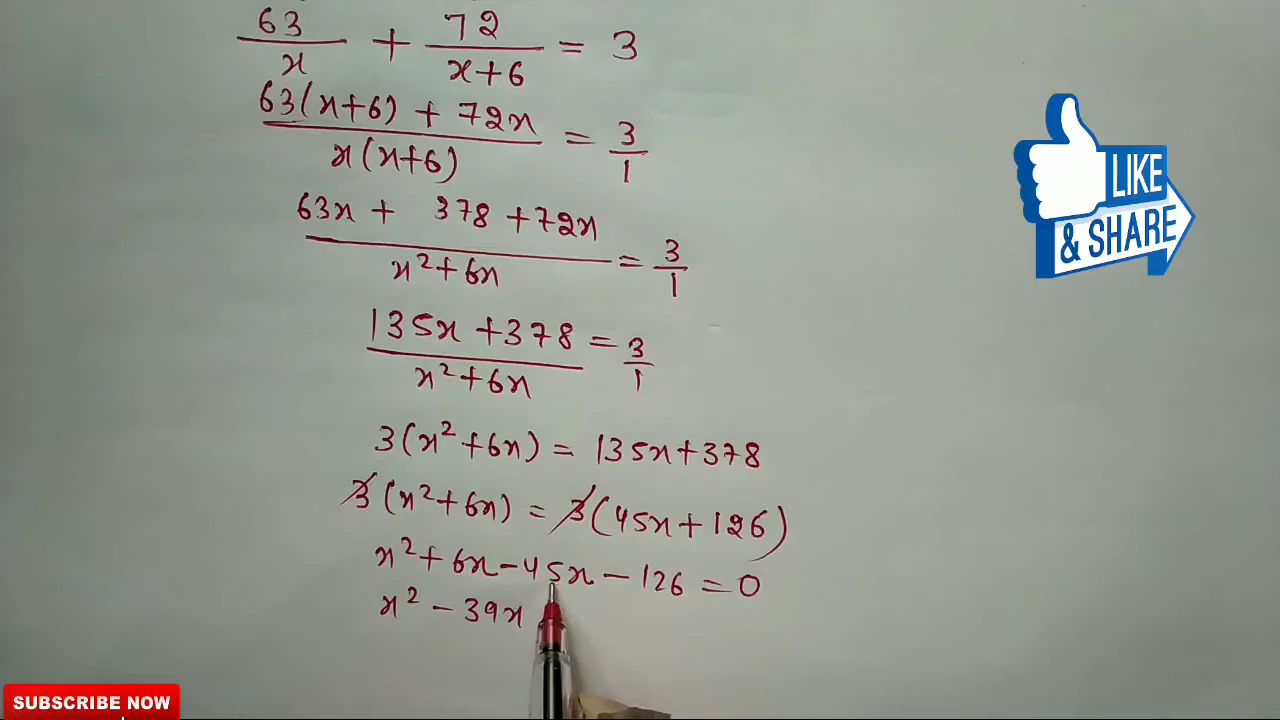 63/x + 72/x+6 = 3
63(x+6) + 72x / x(x+6) = 3/1
63x + 378 + 72x / x²+6x = 3/1
135x + 378 / x²+6x = 3/1
3(x²+6x) = 135x+378
3(x²+6x) = 3(45x+126)
x²+6x-45x-126=0
x²-39x
LIKE
& SHARE
SUBSCRIBE NOW